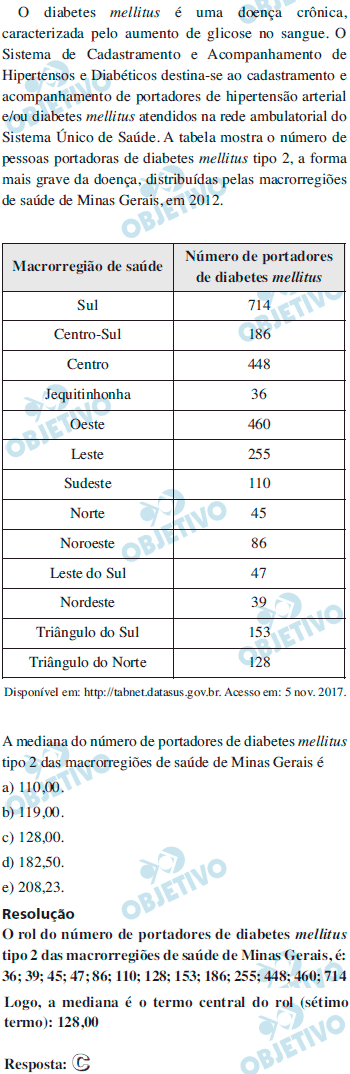 O diabetes mellitus é uma doença crônica,
caracterizada pelo aumento de glicose no sangue. O
Sistema de Cadastramento e Acompanhamento de
Hipertensos e Diabéticos destina-se ao cadastramento e
acompanhamento de portadores de hipertensão arterial
e/ou diabetes mellitus atendidos na rede ambulatorial do
Sistema Único de Saúde. A tabela mostra o número de
pessoas portadoras de diabetes mellitus tipo 2, a forma
mais grave da doença, distribuídas pelas macrorregiões
de saúde de Minas Gerais, em 2012.
Macrorregião de saúde Número de portadores
de diabetes mellitus
Sul 714
Centro-Sul 186
Centro 448
Jequitinhonha 36
Oeste 460
Leste 255
Sudeste 110
Norte 45
Noroeste 86
Leste do Sul 47
Nordeste 39
Triângulo do Sul 153
Triângulo do Norte 128
Disponível em: http://tabnet.datasus.gov.br. Acesso em: 5 nov. 2017.
A mediana do número de portadores de diabetes mellitus
tipo 2 das macrorregiões de saúde de Minas Gerais é
a) 110,00.
b) 119,00.
c) 128,00.
d) 182,50.
e) 208,23.
Resolução
O rol do número de portadores de diabetes mellitus
tipo 2 das macrorregiões de saúde de Minas Gerais, é:
36; 39; 45; 47; 86; 110; 128; 153; 186; 255; 448; 460; 714
Logo, a mediana é o termo central do rol (sétimo
termo): 128,00
Resposta: C
OBJETIVO
OBJETIVO
OBJETIVO
OBJETIVO
OBJETIVO
OBJETIVO
OBJETIVO
OBJETIVO
OBJETIVO
OBJETIVO